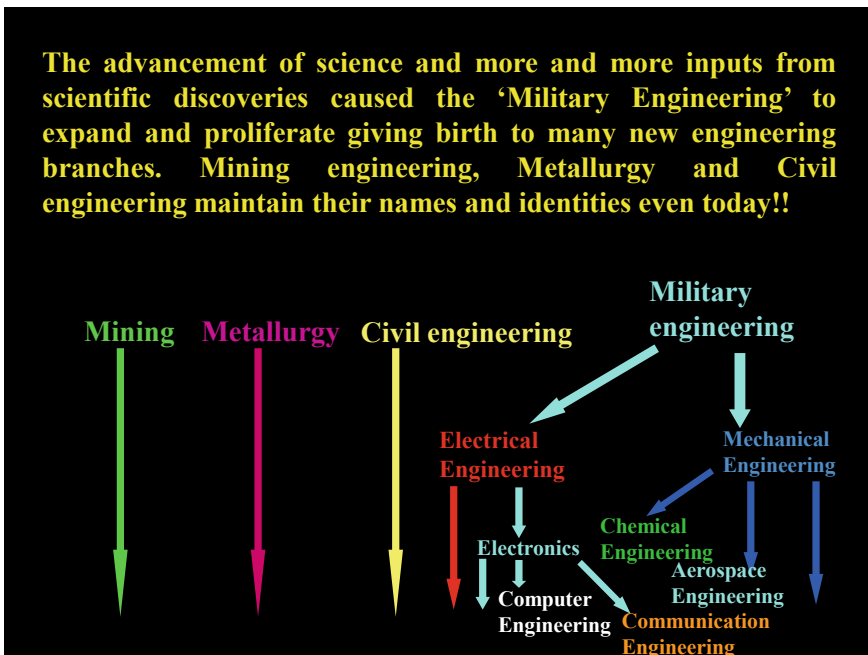 The advancement of science and more and more inputs from
scientific discoveries caused the ‘Military Engineering’ to
expand and proliferate giving birth to many new engineering
branches. Mining engineering, Metallurgy and Civil
engineering maintain their names and identities even today!!
Military
engineering
Mining
Metallurgy
Civil engineering
Electrical
Engineering
Mechanical
Engineering
Chemical
Engineering
Electronics
Aerospace
Engineering
Computer
Engineering
Communication
Engineering